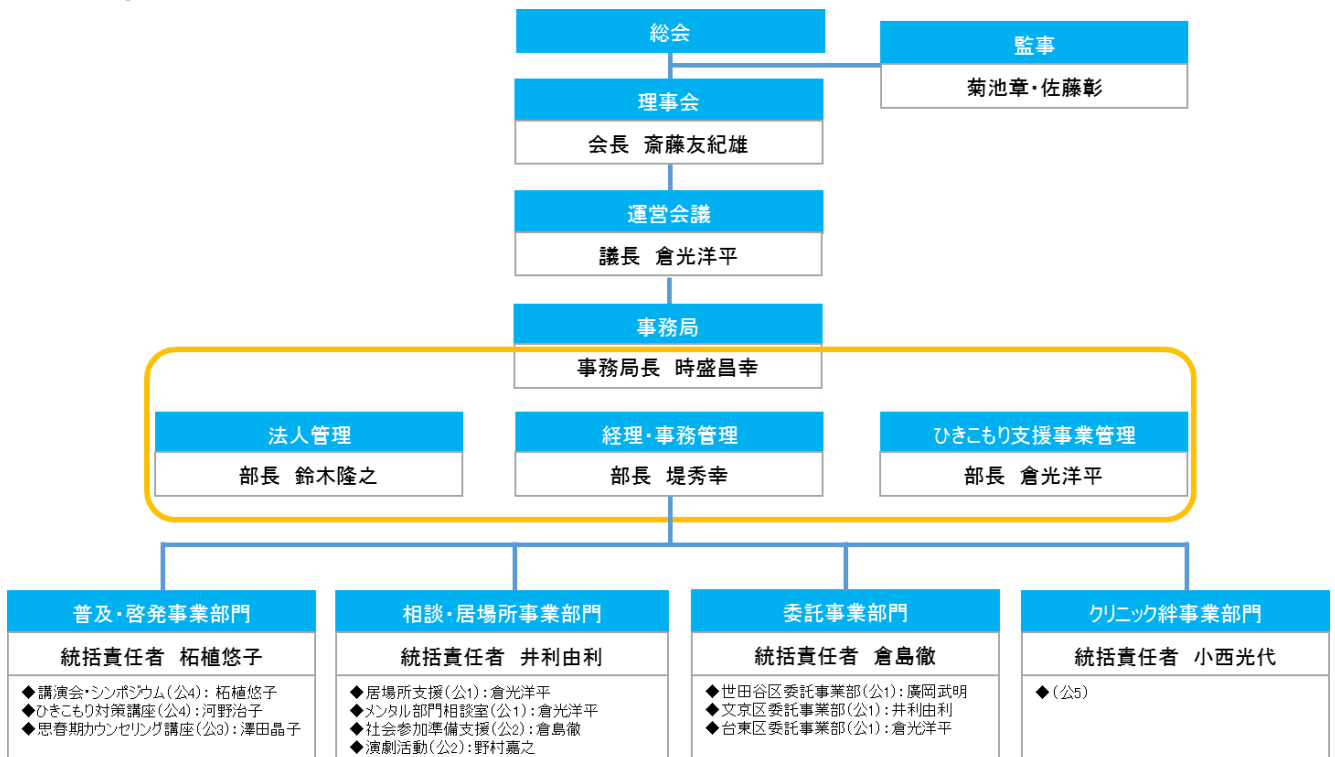 総会
監事
菊池章・佐藤彰
理事会
会長 斎藤友紀雄
運営会議
議長 倉光洋平
事務局
事務局長 時盛昌幸
法人管理
部長 鈴木隆之
経理・事務管理
部長 堤秀幸
ひきこもり支援事業管理
部長 倉光洋平
普及・啓発事業部門
統括責任者 柘植悠子
◆講演会・シンポジウム(公4)：柘植悠子
◆ひきこもり対策講座(公4)：河野治子
◆思春期カウンセリング講座(公3)：澤田晶子
相談・居場所事業部門
統括責任者 井利由利
◆居場所支援(公1)：倉光洋平
◆メンタル部門相談室(公1)：倉光洋平
◆社会参加準備支援(公2)：倉島徹
◆演劇活動(公2)：野村嘉之
委託事業部門
統括責任者 倉島徹
◆世田谷区委託事業部(公1)：廣岡武明
◆文京区委託事業部(公1)：井利由利
◆台東区委託事業部(公1)：倉光洋平
クリニック絆事業部門
統括責任者 小西光代
◆(公5)